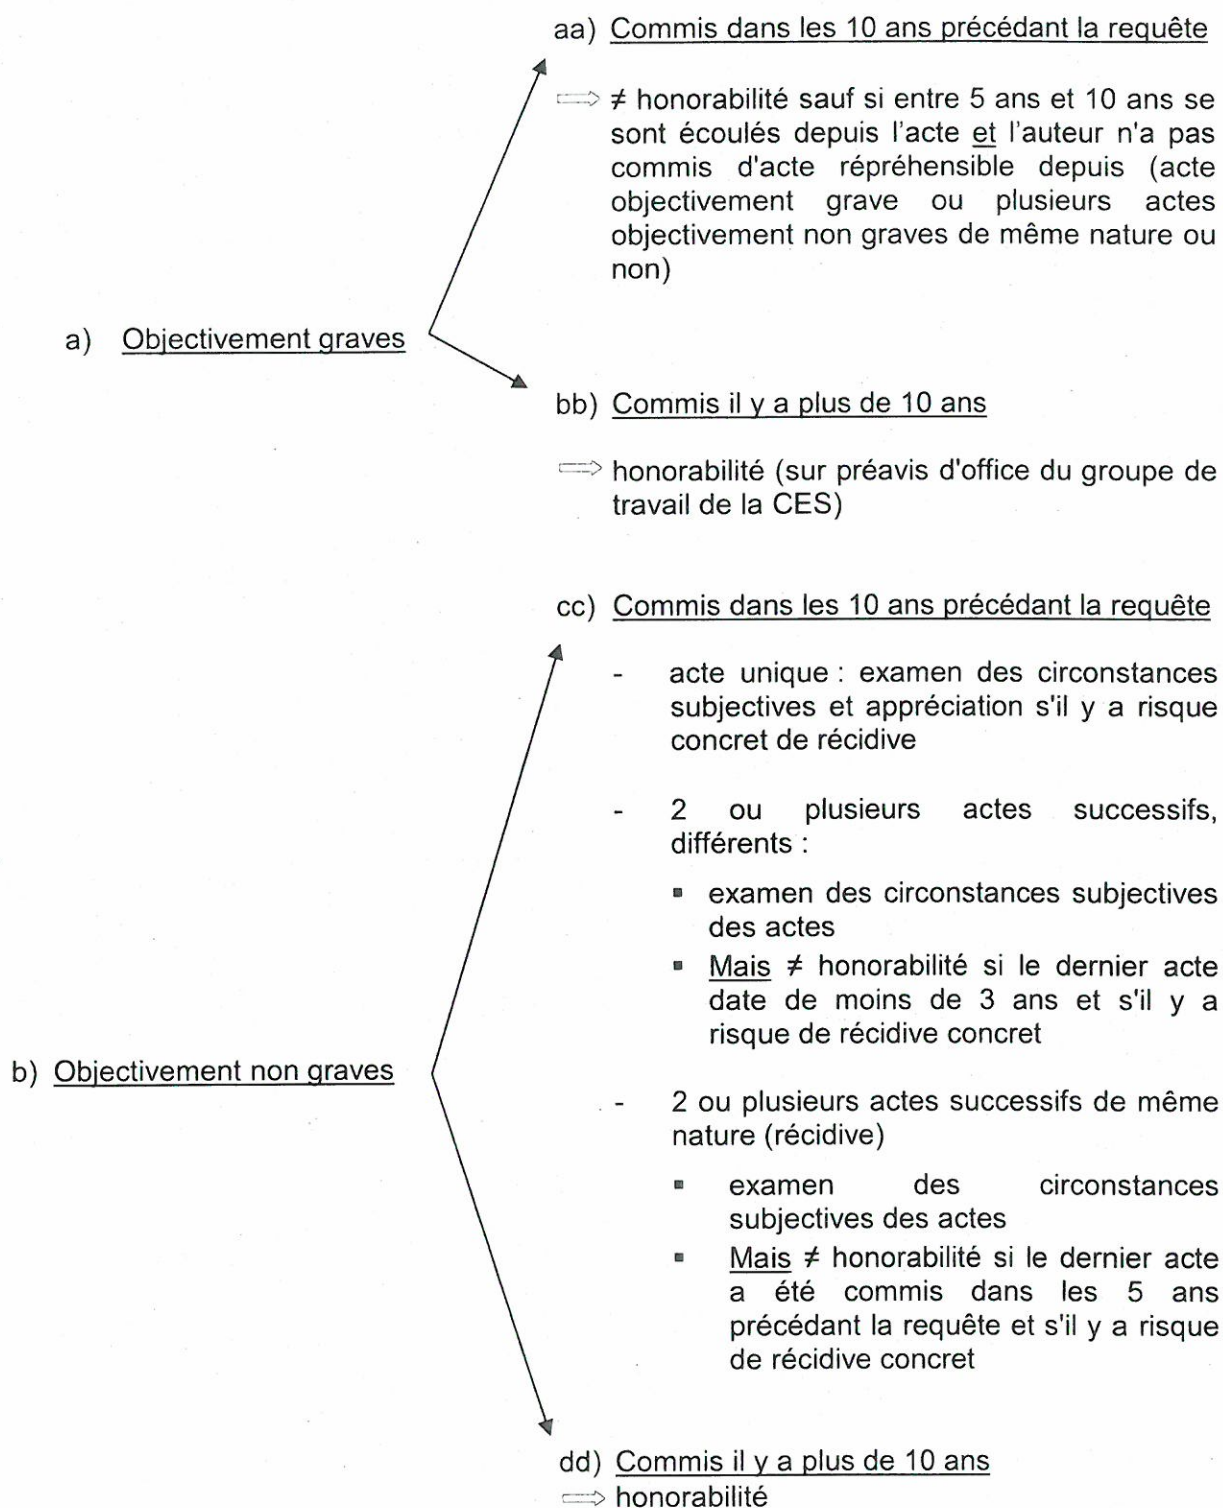 aa) Commis dans les 10 ans précédant la requête
⇨ ≠ honorabilité sauf si entre 5 ans et 10 ans se
sont écoulés depuis l'acte et l'auteur n'a pas
commis d'acte répréhensible depuis (acte
objectivement grave ou plusieurs actes
objectivement non graves de même nature ou
non)
a) Objectivement graves
bb) Commis il y a plus de 10 ans
⇨ honorabilité (sur préavis d'office du groupe de
travail de la CES)
cc) Commis dans les 10 ans précédant la requête
- acte unique : examen des circonstances
subjectives et appréciation s'il y a risque
concret de récidive
- 2 ou plusieurs actes successifs,
différents :
▪ examen des circonstances subjectives
des actes
▪ Mais ≠ honorabilité si le dernier acte
date de moins de 3 ans et s'il y a
risque de récidive concret
b) Objectivement non graves
- 2 ou plusieurs actes successifs de même
nature (récidive)
▪ examen des circonstances
subjectives des actes
▪ Mais ≠ honorabilité si le dernier acte
a été commis dans les 5 ans
précédant la requête et s'il y a risque
de récidive concret
dd) Commis il y a plus de 10 ans
⇨ honorabilité